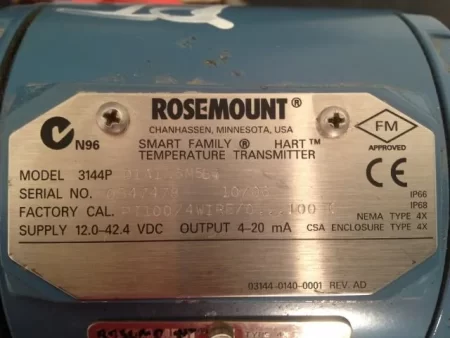 ROSEMOUNT®
CHANHASSEN, MINNESOTA, USA
N96
SMART FAMILY ® HART™
TEMPERATURE TRANSMITTER
FM
APPROVED
CE
MODEL 3144P
SERIAL NO.
IP66
IP68
FACTORY CAL. PT100/4WIRE/
NEMA TYPE 4X
SUPPLY 12.0-42.4 VDC OUTPUT 4-20 mA
CSA ENCLOSURE TYPE 4X
03144-0140-0001 REV. AD